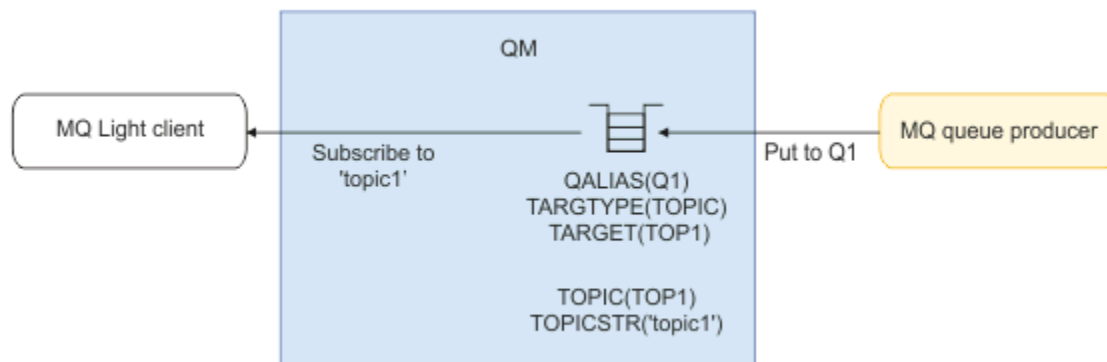 QM
MQ Light client
MQ queue producer
Subscribe to
'topic1’
Put to Q1
QALIAS(Q1)
TARGTYPE(TOPIC)
TARGET(TOP1)
TOPIC(TOP1)
TOPICSTR('topic1')